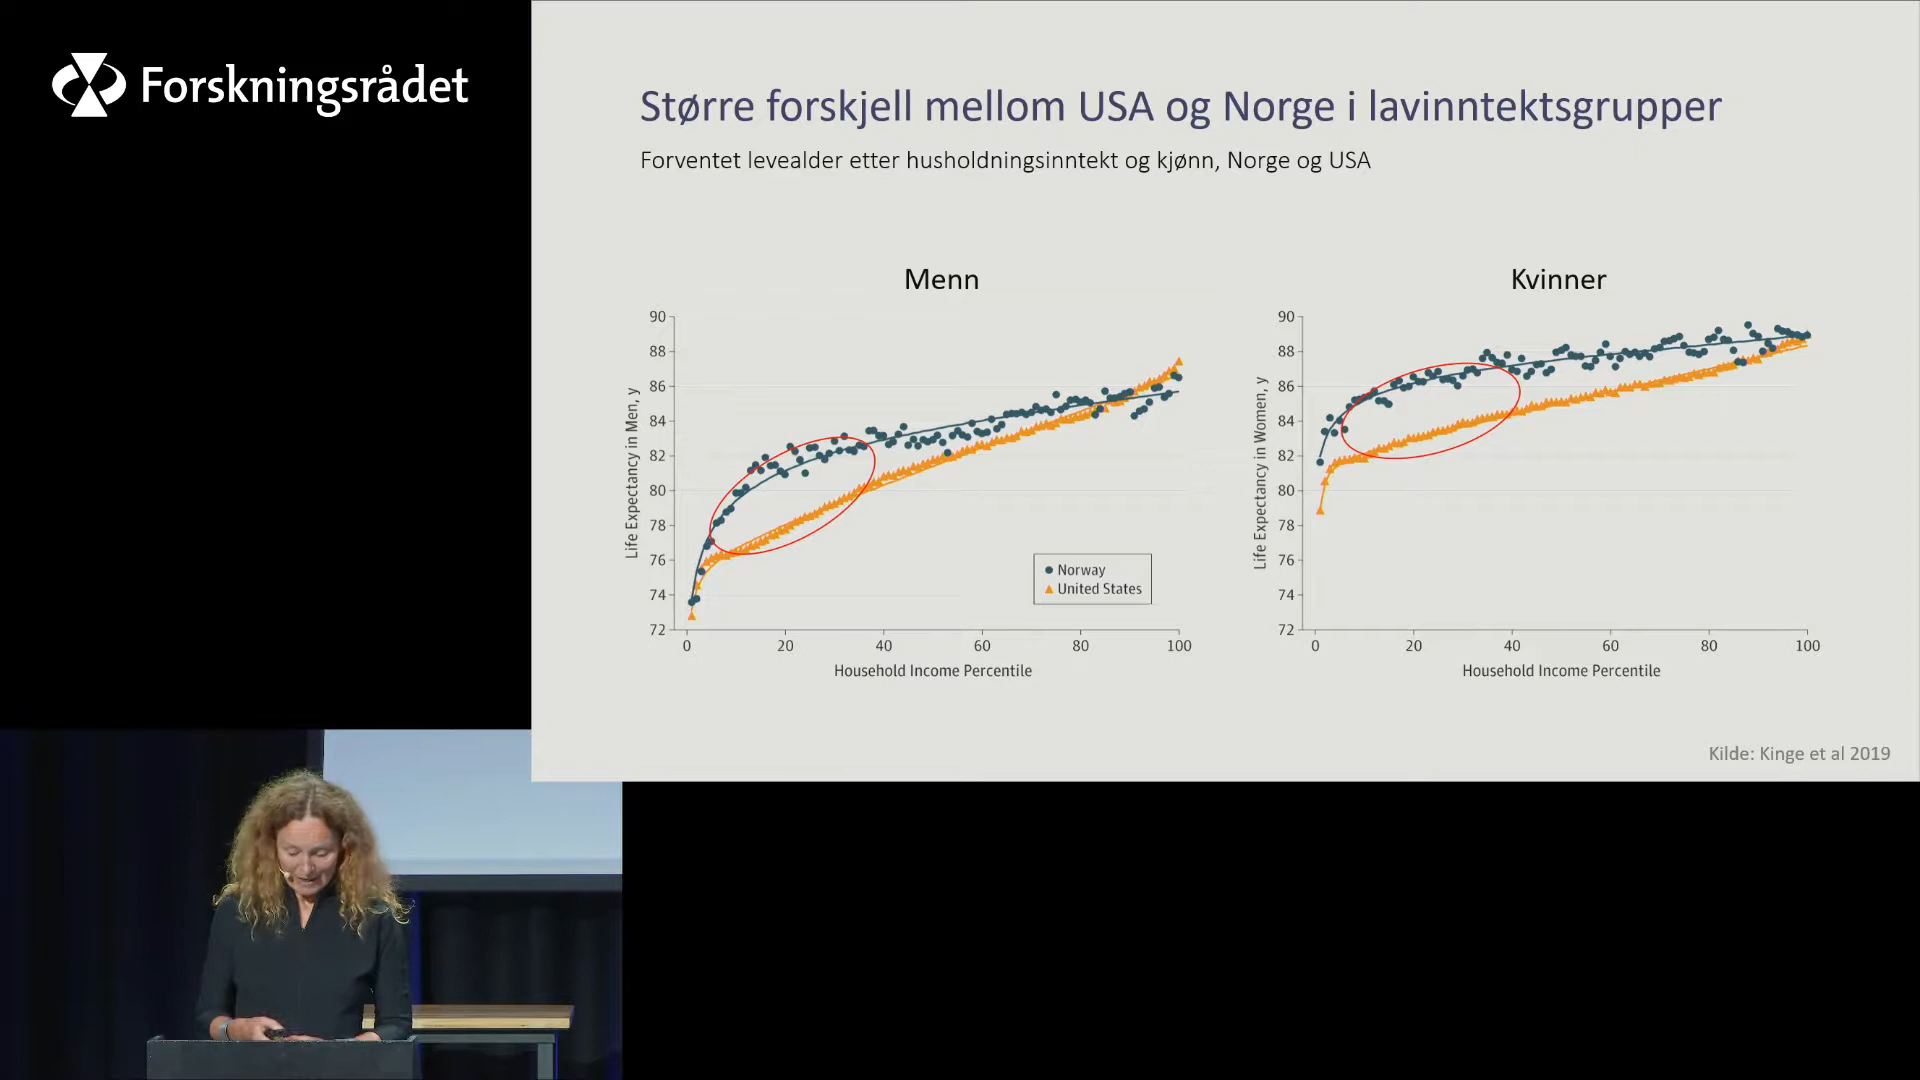 Forskningsrådet
Større forskjell mellom USA og Norge i lavinntektsgrupper
Forventet levealder etter husholdningsinntekt og kjønn, Norge og USA
Menn
90
88
86
84
82
80
78
76
74
72
Life Expectancy in Men, y
0 20 40 60 80 100
Household Income Percentile
Norway
United States
Kvinner
90
88
86
84
82
80
78
76
74
72
Life Expectancy in Women, y
0 20 40 60 80 100
Household Income Percentile
Kilde: Kinge et al 2019